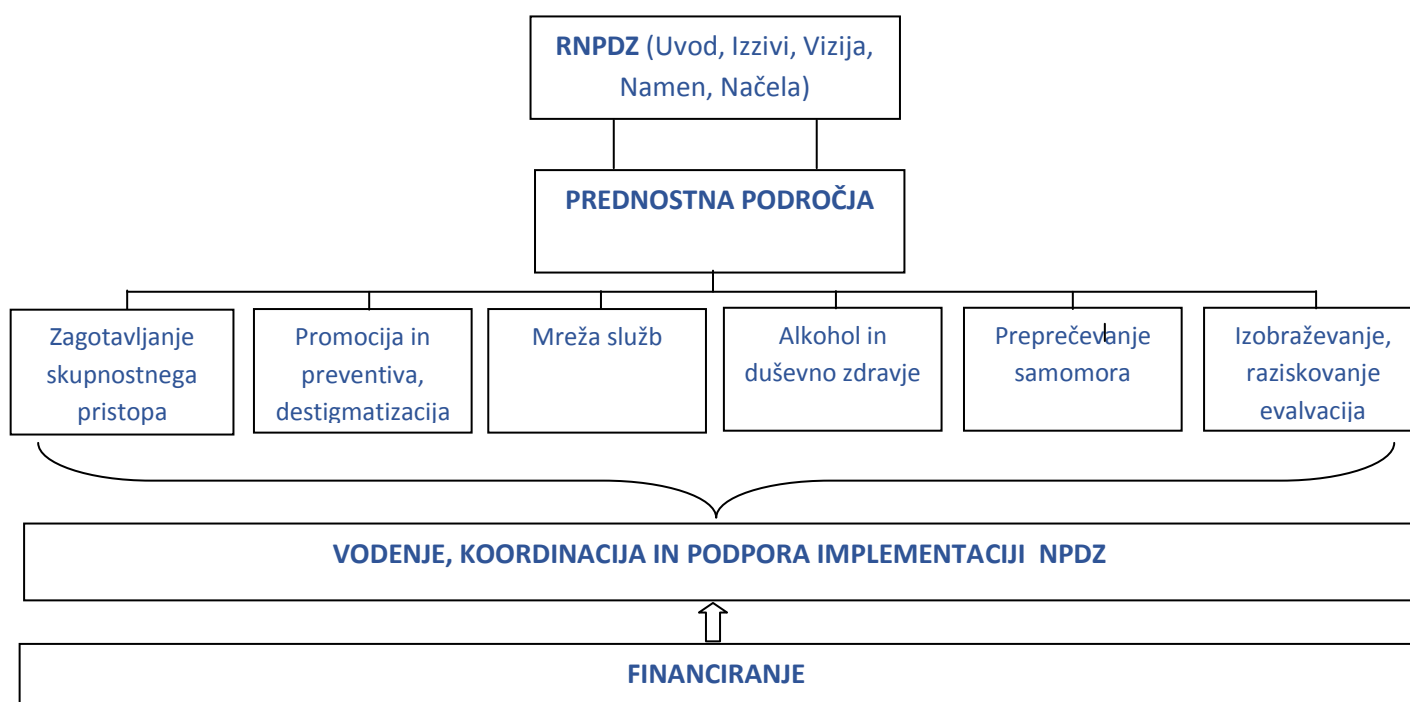 RNPDZ (Uvod, Izzivi, Vizija,
Namen, Načela)
PREDNOSTNA PODROČJA
Zagotavljanje
skupnostnega
pristopa
Promocija in
preventiva,
destigmatizacija
Mreža služb
Alkohol in
duševno zdravje
Preprečevanje
samomora
Izobraževanje,
raziskovanje
evalvacija
VODENJE, KOORDINACIJA IN PODPORA IMPLEMENTACIJI NPDZ
FINANCIRANJE